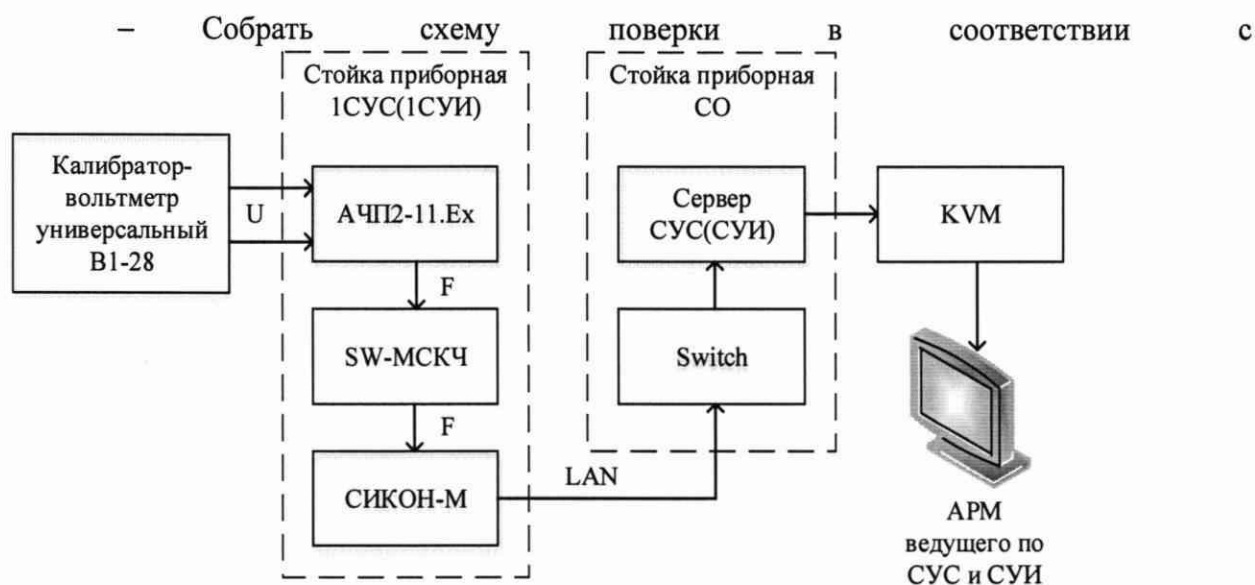 – Собрать схему поверки в соответствии с
Стойка приборная
1СУС(1СУИ)
Стойка приборная
СО
Калибратор-
вольтметр
универсальный
В1-28
U
АЧП2-11.Ex
F
SW-МСКЧ
F
СИКОН-М
LAN
Сервер
СУС(СУИ)
Switch
KVM
АРМ
ведущего по
СУС и СУИ